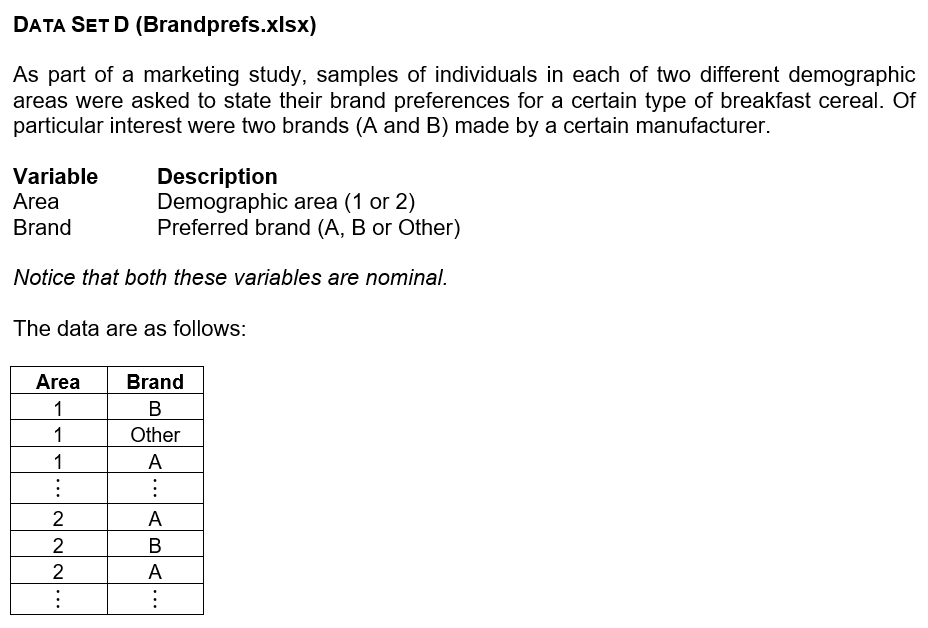 DATA SET D (Brandprefs.xlsx)
As part of a marketing study, samples of individuals in each of two different demographic
areas were asked to state their brand preferences for a certain type of breakfast cereal. Of
particular interest were two brands (A and B) made by a certain manufacturer.
Variable Description
Area Demographic area (1 or 2)
Brand Preferred brand (A, B or Other)
Notice that both these variables are nominal.
The data are as follows:
Area Brand
1 B
1 Other
1 A
⋮ ⋮
2 A
2 B
2 A
⋮ ⋮